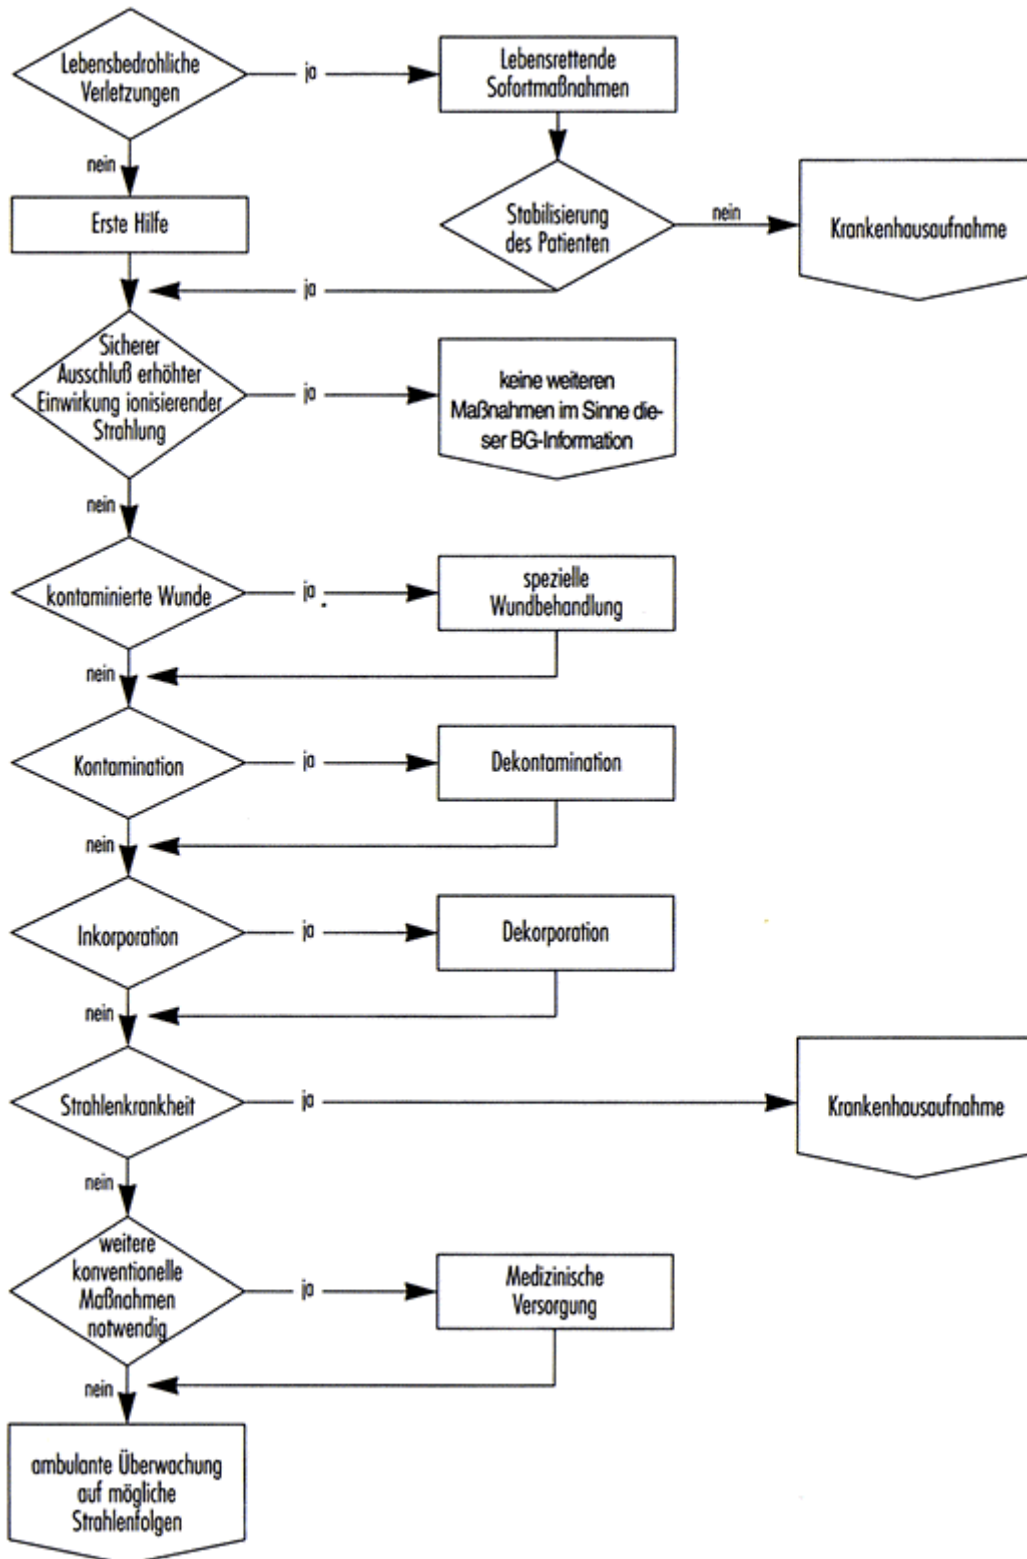 Lebensbedrohliche
Verletzungen
ja
Lebensrettende
Sofortmaßnahmen
nein
Erste Hilfe
Stabilisierung
des Patienten
nein
Krankenhausaufnahme
ja
Sicherer
Ausschluß erhöhter
Einwirkung ionisierender
Strahlung
ja
keine weiteren
Maßnahmen im Sinne die-
ser BG-Information
nein
kontaminierte Wunde
ja
spezielle
Wundbehandlung
nein
Kontamination
ja
Dekontamination
nein
Inkorporation
ja
Dekorporation
nein
Strahlenkrankheit
ja
Krankenhausaufnahme
nein
weitere
konventionelle
Maßnahmen
notwendig
ja
Medizinische
Versorgung
nein
ambulante Überwachung
auf mögliche
Strahlenfolgen